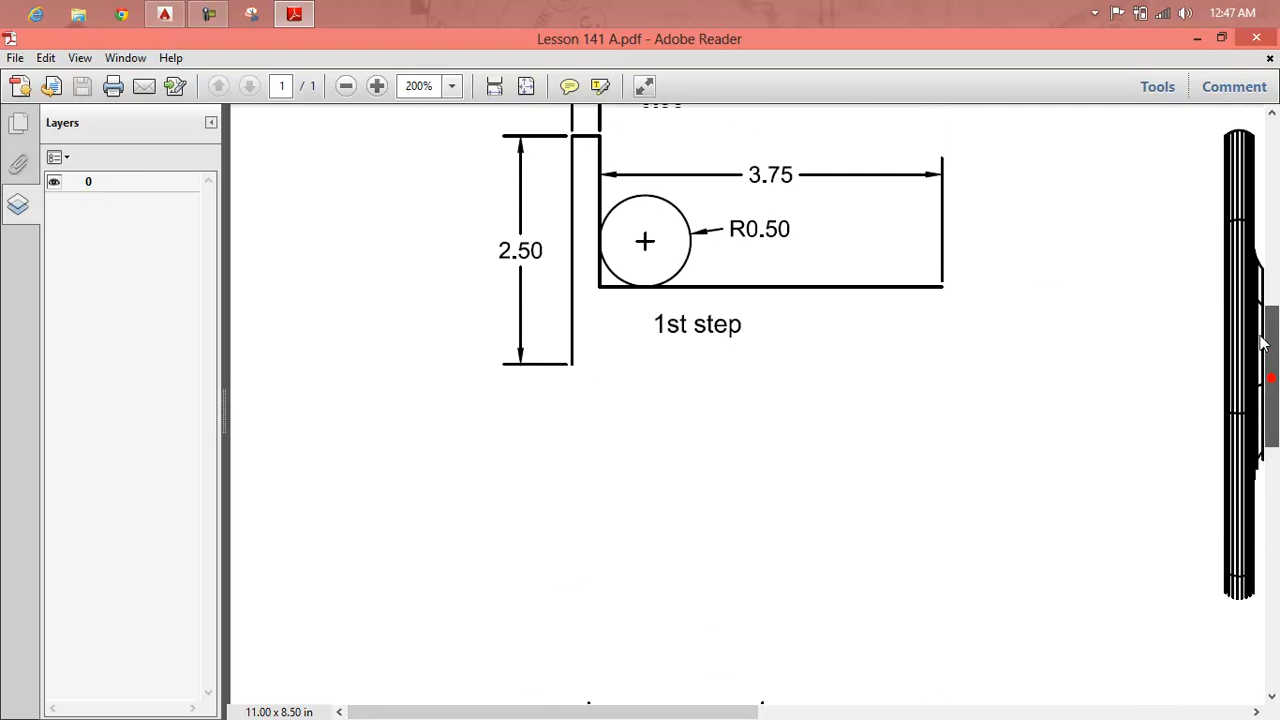 12:47 AM
Lesson 141 A.pdf - Adobe Reader
File Edit View Window Help
1 / 1 200% Tools Comment
Layers
0
3.75
R0.50
2.50
1st step
11.00 x 8.50 in